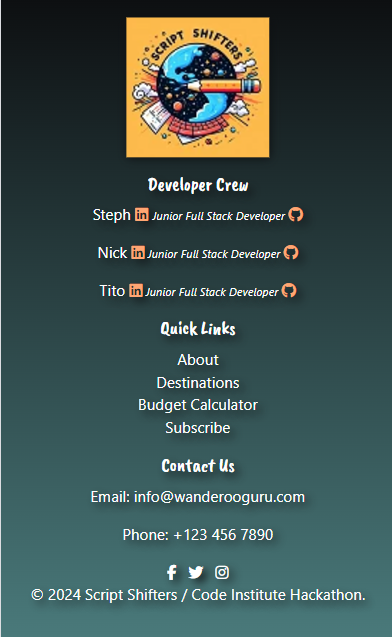 SCRIPT SHIFTERS
Developer Crew
Steph in Junior Full Stack Developer
Nick in Junior Full Stack Developer
Tito in Junior Full Stack Developer
Quick Links
About
Destinations
Budget Calculator
Subscribe
Contact Us
Email: info@wanderooguru.com
Phone: +123 456 7890
© 2024 Script Shifters / Code Institute Hackathon.